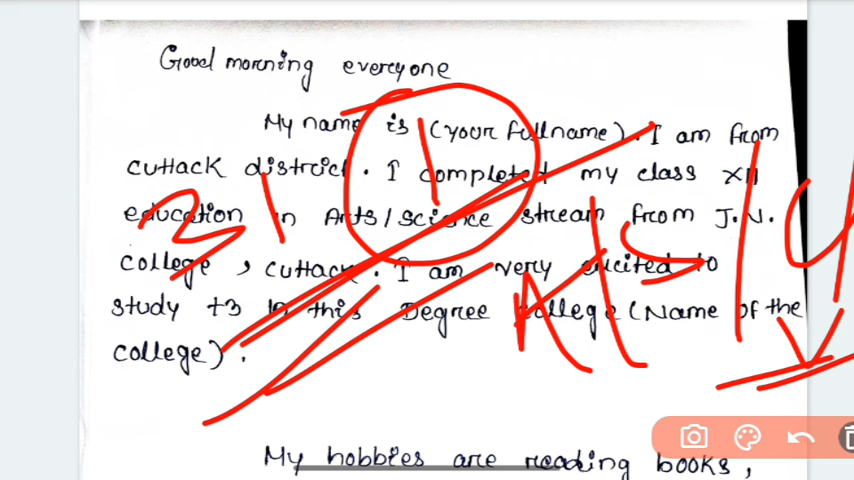 Good morning everyone
My name is (your fullname). I am from
cuttack district. I completed my class XII
education in Arts/Science stream from J.N.
college, cuttack. I am very excited to
study +3 in this Degree college (Name of the
college).
My hobbies are reading books,